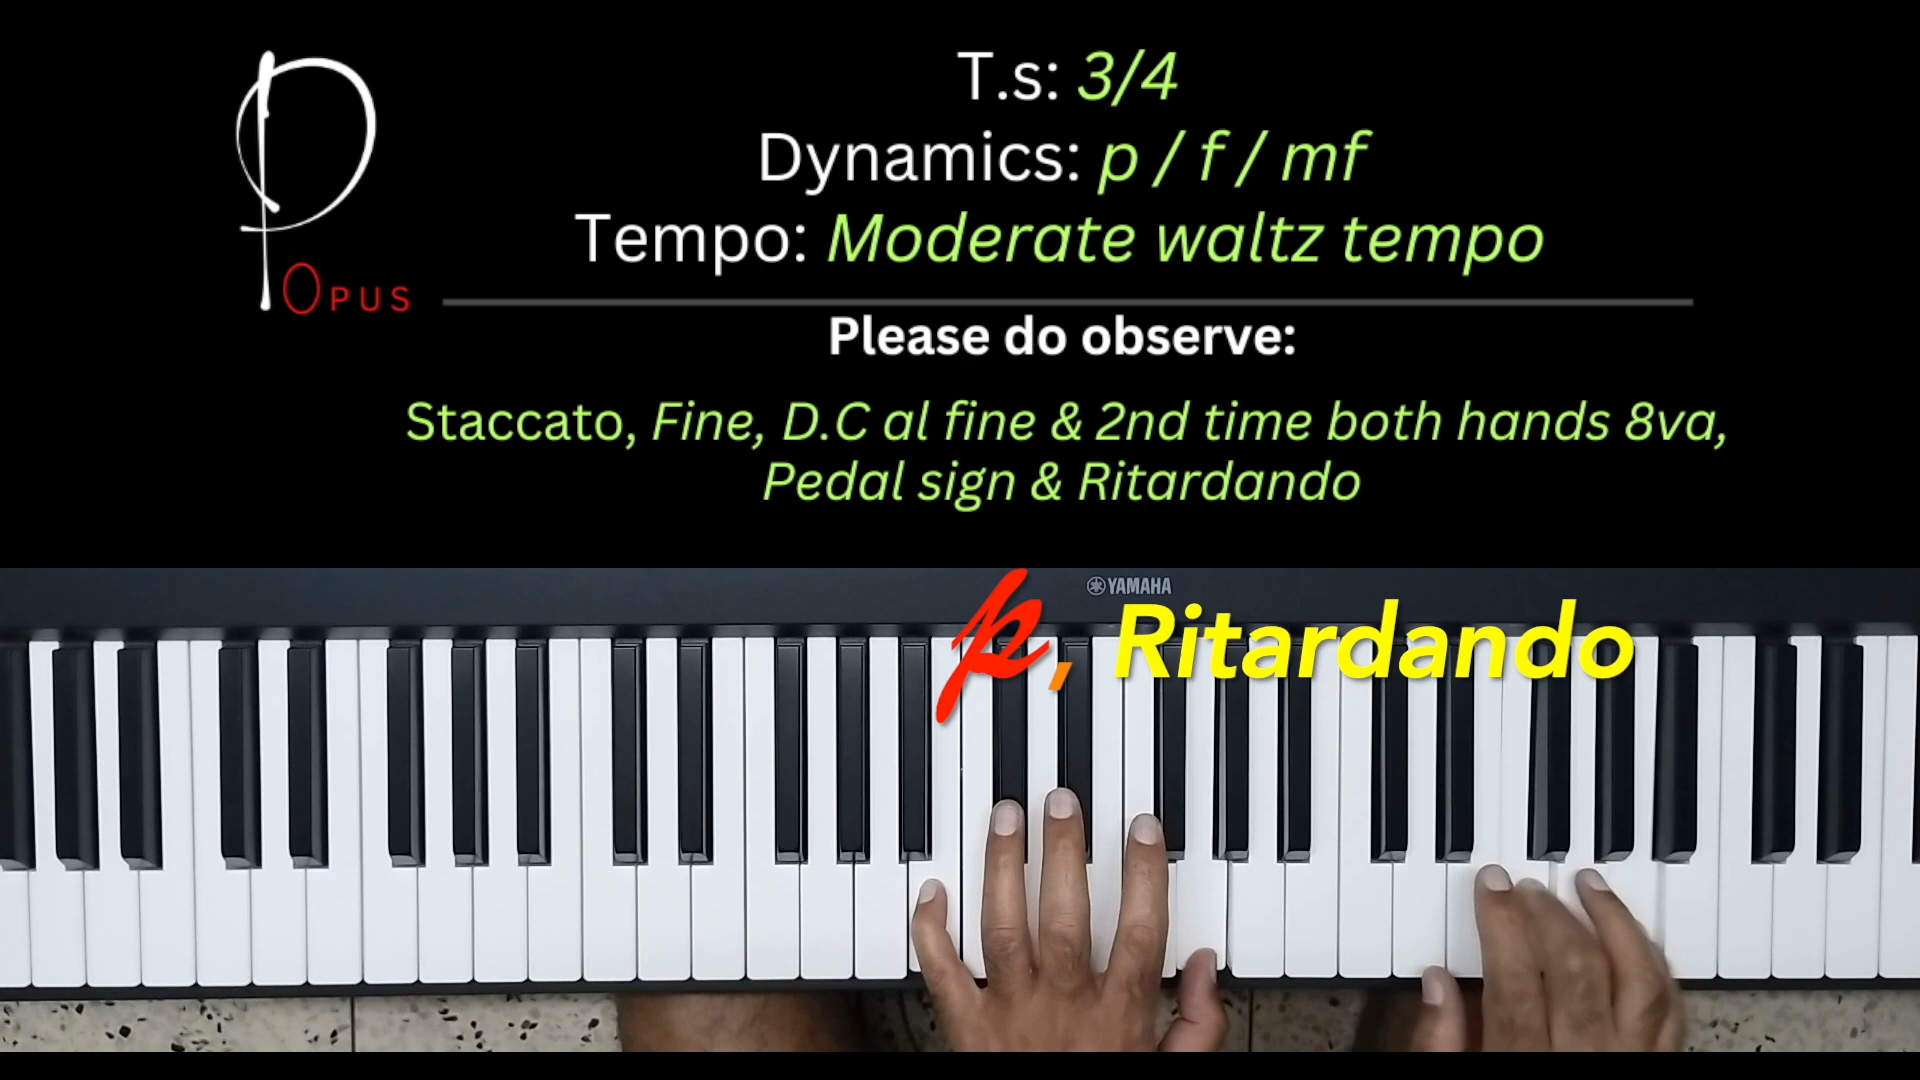 T.s: 3/4
Dynamics: p / f / mf
Tempo: Moderate waltz tempo
P
Opus
Please do observe:
Staccato, Fine, D.C al fine & 2nd time both hands 8va,
Pedal sign & Ritardando
YAMAHA
p, Ritardando